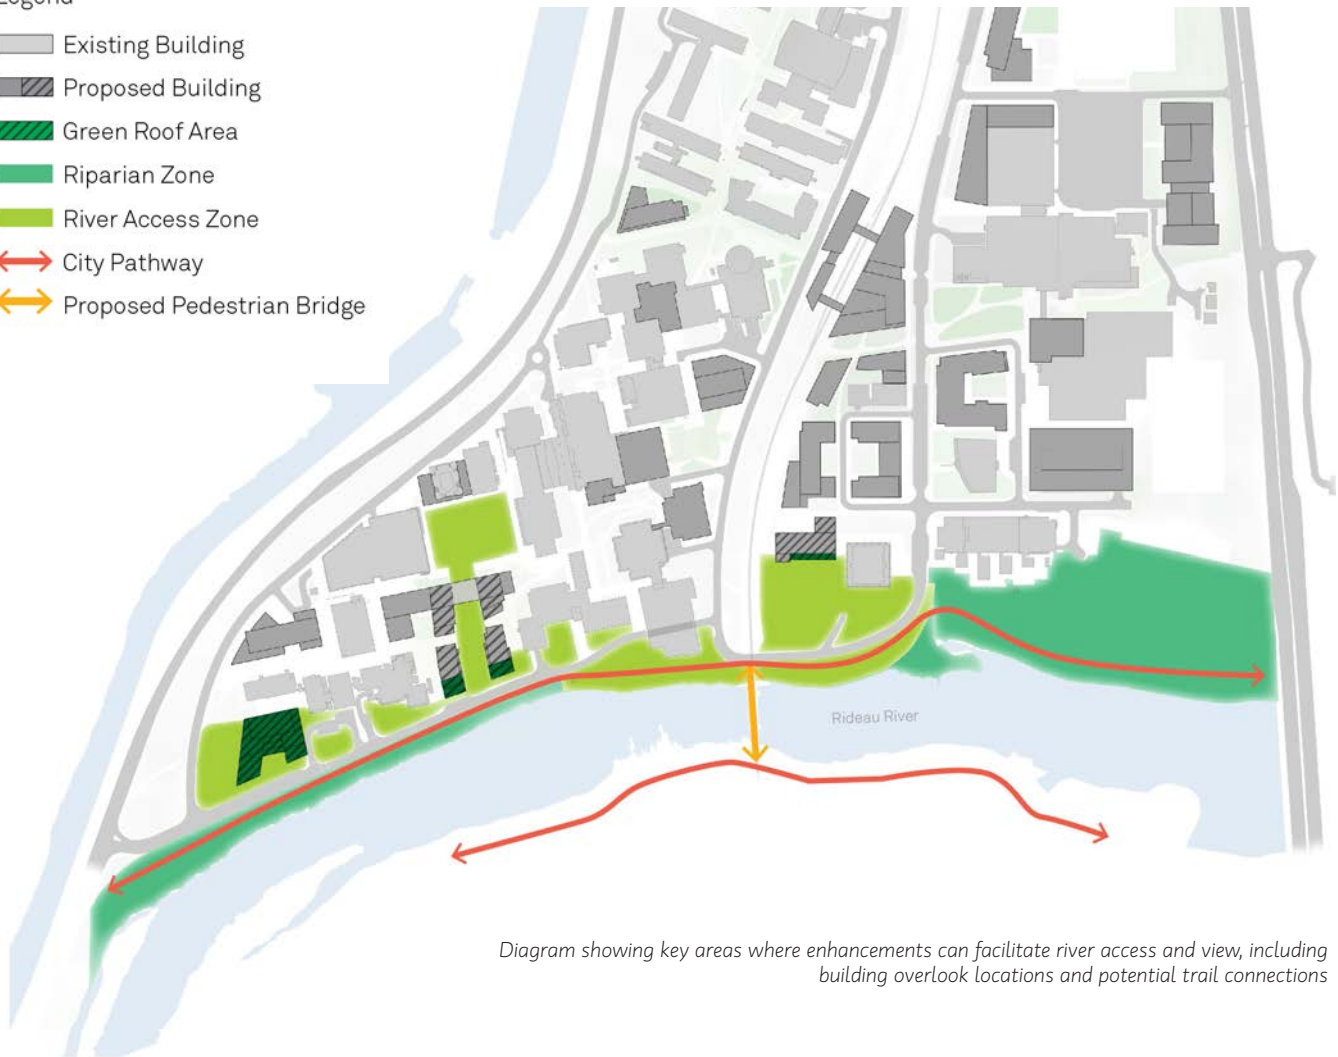 Legend
Existing Building
Proposed Building
Green Roof Area
Riparian Zone
River Access Zone
City Pathway
Proposed Pedestrian Bridge
Rideau River
Diagram showing key areas where enhancements can facilitate river access and view, including
building overlook locations and potential trail connections